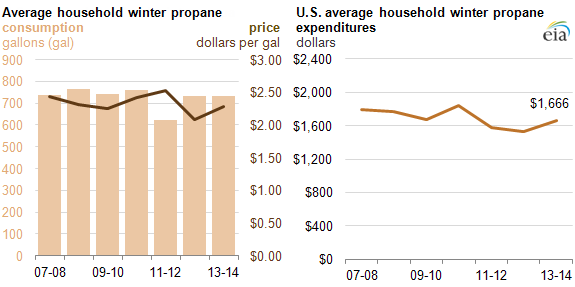 Average household winter propane
consumption price
gallons (gal) dollars per gal
900 $3.00
800 $2.50
700 $2.00
600 $1.50
500 $1.00
400 $0.50
300 $0.00
200
100
0
07-08 09-10 11-12 13-14
U.S. average household winter propane
expenditures
dollars
eia
$2,400
$2,000
$1,600
$1,200
$800
$400
$0
$1,666
07-08 09-10 11-12 13-14